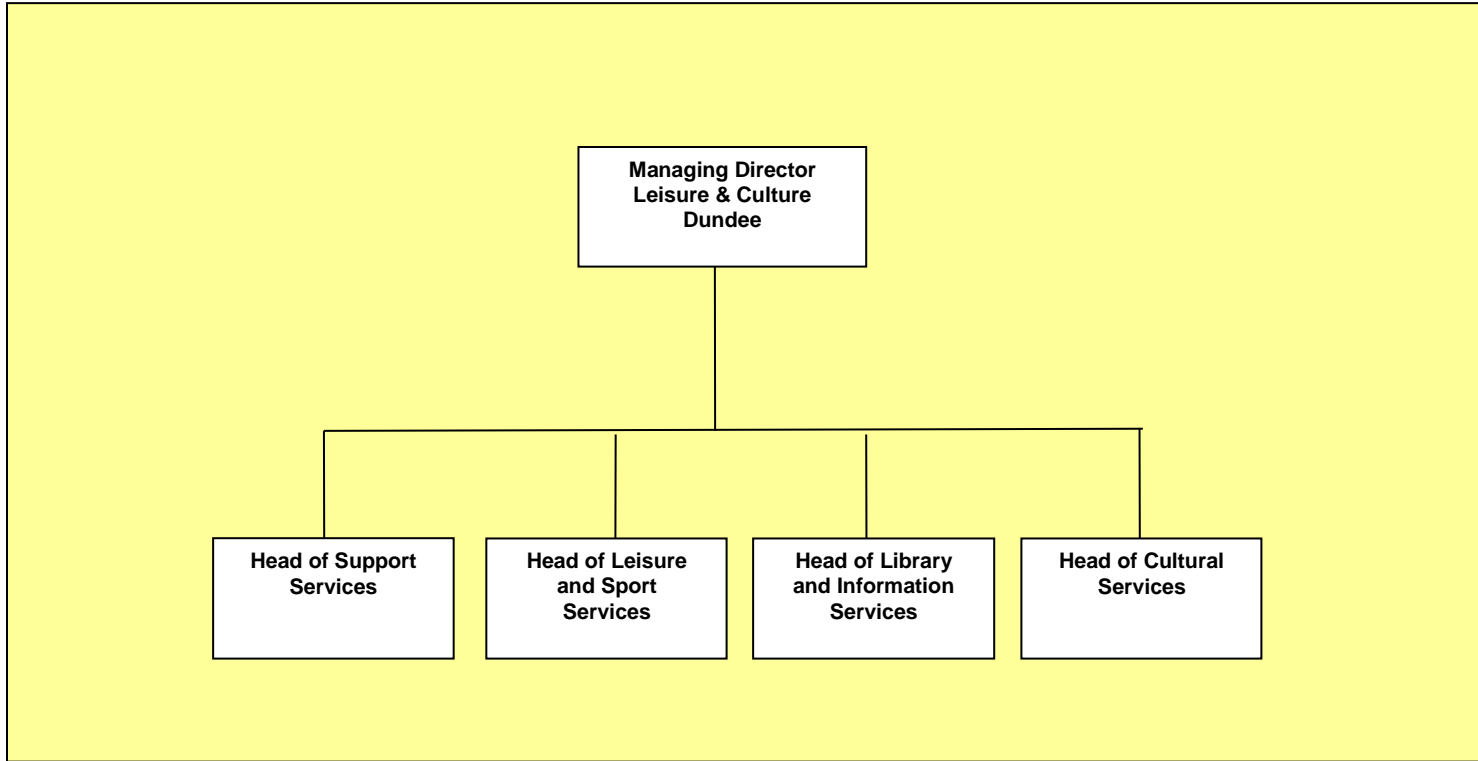 Managing Director
Leisure & Culture
Dundee
Head of Support
Services
Head of Leisure
and Sport
Services
Head of Library
and Information
Services
Head of Cultural
Services